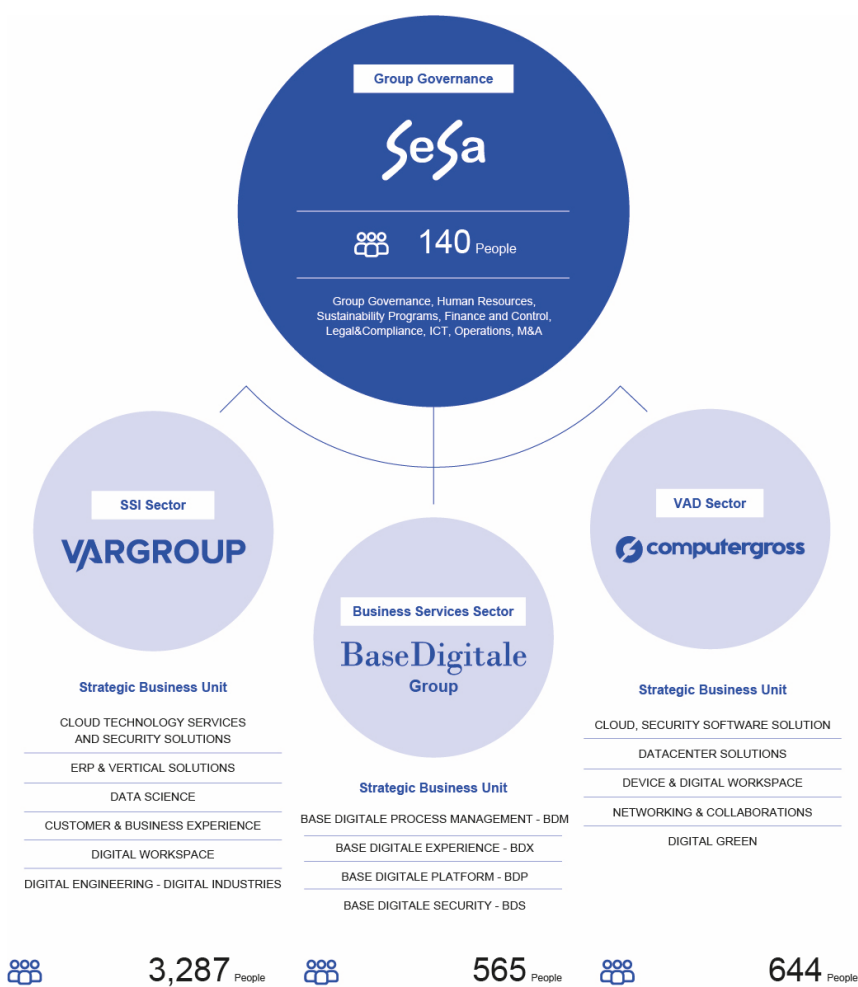 Group Governance
SeSa
140 People
Group Governance, Human Resources,
Sustainability Programs, Finance and Control,
Legal&Compliance, ICT, Operations, M&A
SSI Sector
VARGROUP
Strategic Business Unit
CLOUD TECHNOLOGY SERVICES
AND SECURITY SOLUTIONS
ERP & VERTICAL SOLUTIONS
DATA SCIENCE
CUSTOMER & BUSINESS EXPERIENCE
DIGITAL WORKSPACE
DIGITAL ENGINEERING - DIGITAL INDUSTRIES
3,287 People
Business Services Sector
BaseDigitale
Group
Strategic Business Unit
BASE DIGITALE PROCESS MANAGEMENT - BDM
BASE DIGITALE EXPERIENCE - BDX
BASE DIGITALE PLATFORM - BDP
BASE DIGITALE SECURITY - BDS
565 People
VAD Sector
computergross
Strategic Business Unit
CLOUD, SECURITY SOFTWARE SOLUTION
DATACENTER SOLUTIONS
DEVICE & DIGITAL WORKSPACE
NETWORKING & COLLABORATIONS
DIGITAL GREEN
644 People